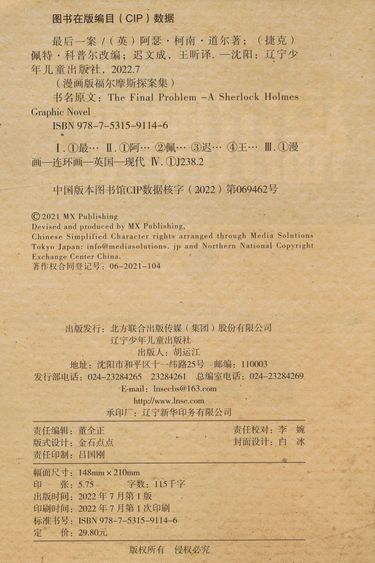 图书在版编目（CIP）数据
最后一案/（英）阿瑟·柯南·道尔著；（捷克）
佩特·科普尔改编；迟文成，王昕译. —沈阳：辽宁少
年儿童出版社，2022.7
（漫画版福尔摩斯探案集）
书名原文：The Final Problem –A Sherlock Holmes
Graphic Novel
ISBN 978-7-5315-9114-6
Ⅰ. ①最… Ⅱ. ①阿… ②佩… ③迟… ④王… Ⅲ. ①漫
画—连环画—英国—现代 Ⅳ. ①J238.2
中国版本图书馆CIP数据核字（2022）第069462号
©2021 MX Publishing
Devised and produced by MX Publishing,
Chinese Simplified Character rights arranged through Media Solutions
Tokyo Japan: info@mediasolutions. jp and Northern National Copyright
Exchange Center China.
著作权合同登记号：06-2021-104
出版发行：北方联合出版传媒（集团）股份有限公司
辽宁少年儿童出版社
出版人：胡运江
地址：沈阳市和平区十一纬路25号 邮编：110003
发行部电话：024-23284265 23284261 总编室电话：024-23284269
E-mail：lnsecbs@163.com
http://www.lnse.com
承印厂：辽宁新华印务有限公司
责任编辑：董全正 责任校对：李 婉
版式设计：金石点点 封面设计：白 冰
责任印制：吕国刚
幅面尺寸：148mm×210mm
印 张：5.75 字数：115千字
出版时间：2022 年 7 月第 1 版
印刷时间：2022 年 7 月第 1 次印刷
标准书号：ISBN 978-7-5315-9114-6
定 价：29.80元
版权所有 侵权必究